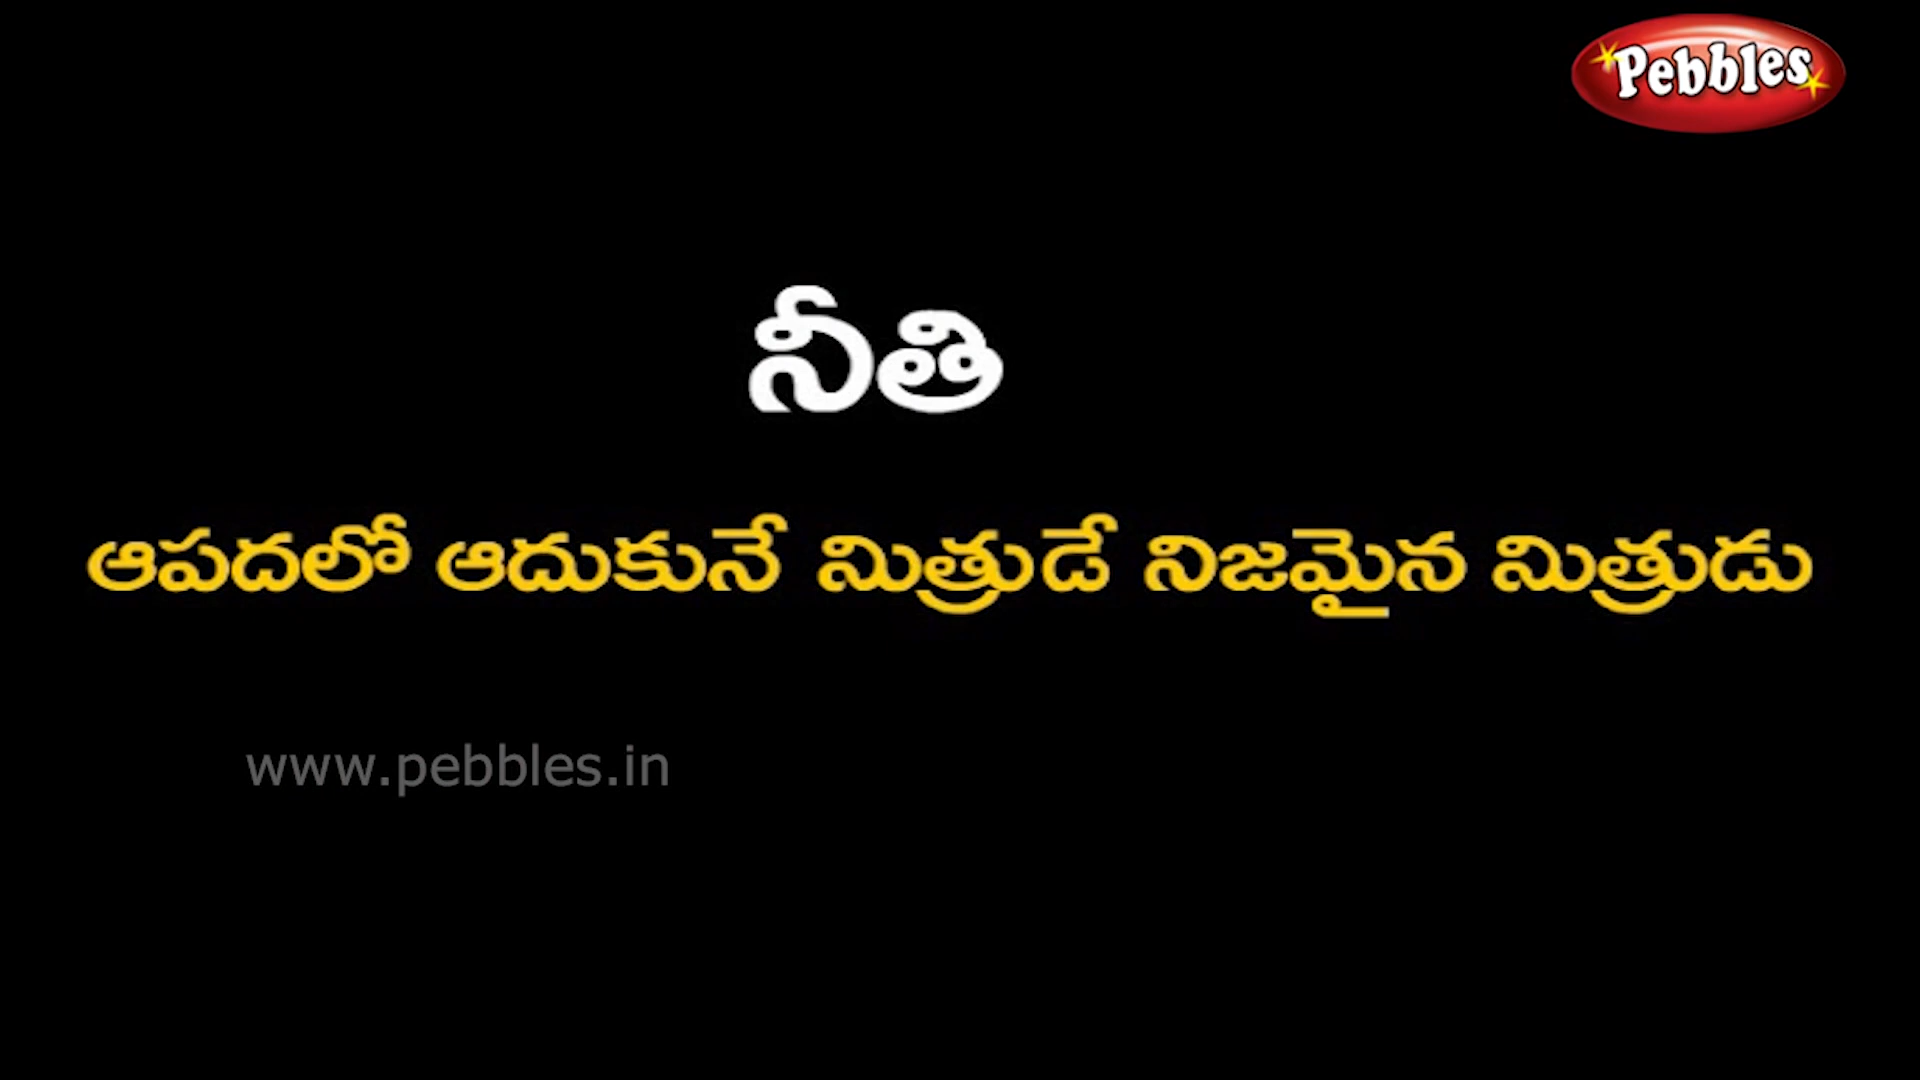 Pebbles
నీతి
ఆపదలో ఆదుకునే మిత్రుడే నిజమైన మిత్రుడు
www.pebbles.in